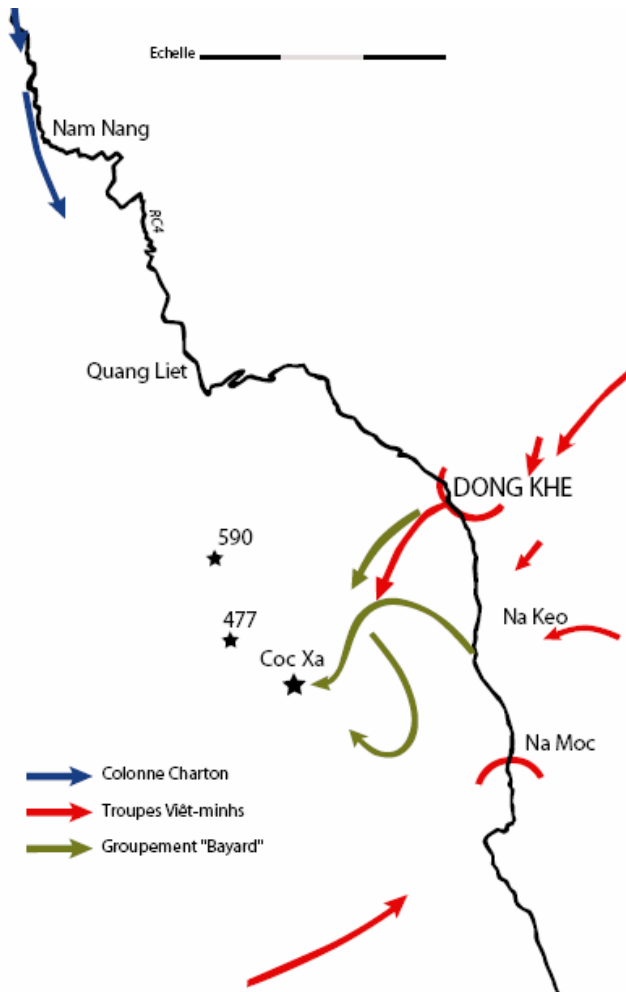 Echelle
Nam Nang
RC4
Quang Liet
DONG KHE
590
Na Keo
477
Coc Xa
Na Moc
Colonne Charton
Troupes Viêt-minhs
Groupement "Bayard"